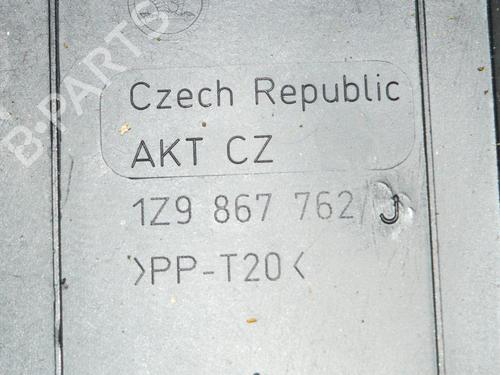 B-PARTS
Czech Republic
AKT CZ
1Z9 867 762 J
>PP-T20<